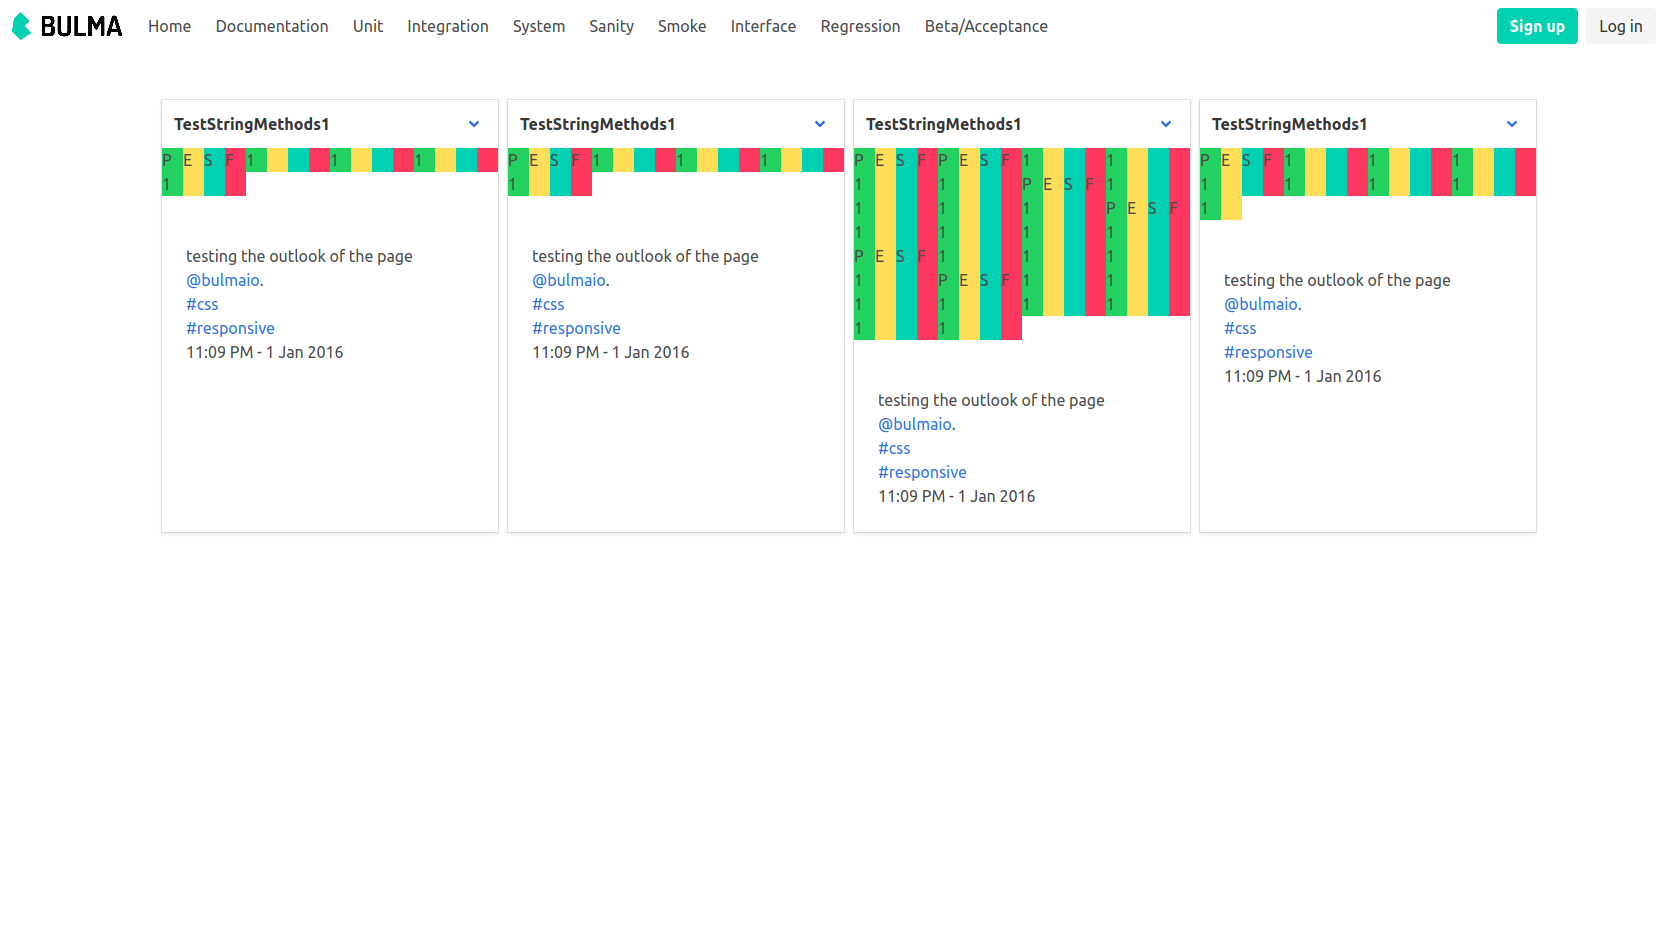 BULMA Home Documentation Unit Integration System Sanity Smoke Interface Regression Beta/Acceptance Sign up Log in
TestStringMethods1
P E S F 1 1 1
1
testing the outlook of the page
@bulmaio.
#css
#responsive
11:09 PM - 1 Jan 2016
TestStringMethods1
P E S F 1 1 1
1
testing the outlook of the page
@bulmaio.
#css
#responsive
11:09 PM - 1 Jan 2016
TestStringMethods1
P E S F P E S F 1 1
1 1 P E S F 1
1 1 1 P E S F
1 1 1 1
P E S F 1 1 1
1 P E S F 1 1
1 1 1 1
1 1
testing the outlook of the page
@bulmaio.
#css
#responsive
11:09 PM - 1 Jan 2016
TestStringMethods1
P E S F 1 1 1
1 1 1 1
1
testing the outlook of the page
@bulmaio.
#css
#responsive
11:09 PM - 1 Jan 2016